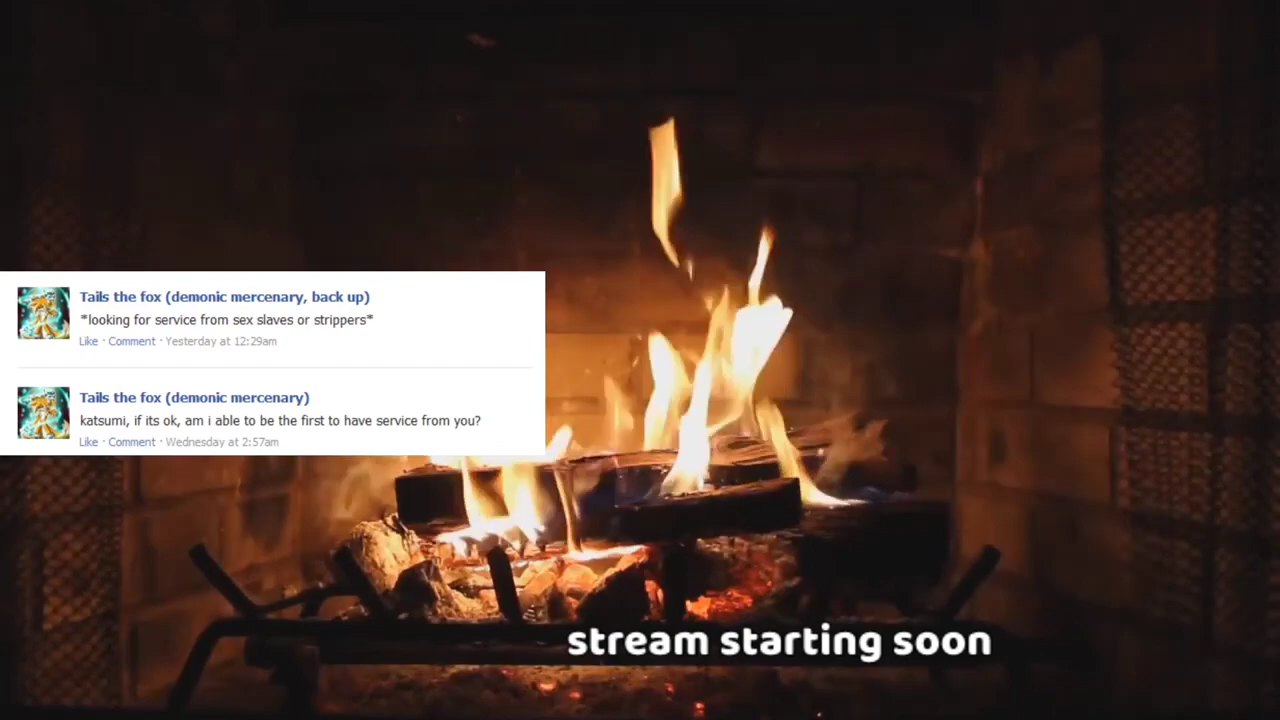 Tails the fox (demonic mercenary, back up)
*looking for service from sex slaves or strippers*
Like · Comment · Yesterday at 12:29am
Tails the fox (demonic mercenary)
katsumi, if its ok, am i able to be the first to have service from you?
Like · Comment · Wednesday at 2:57am
stream starting soon